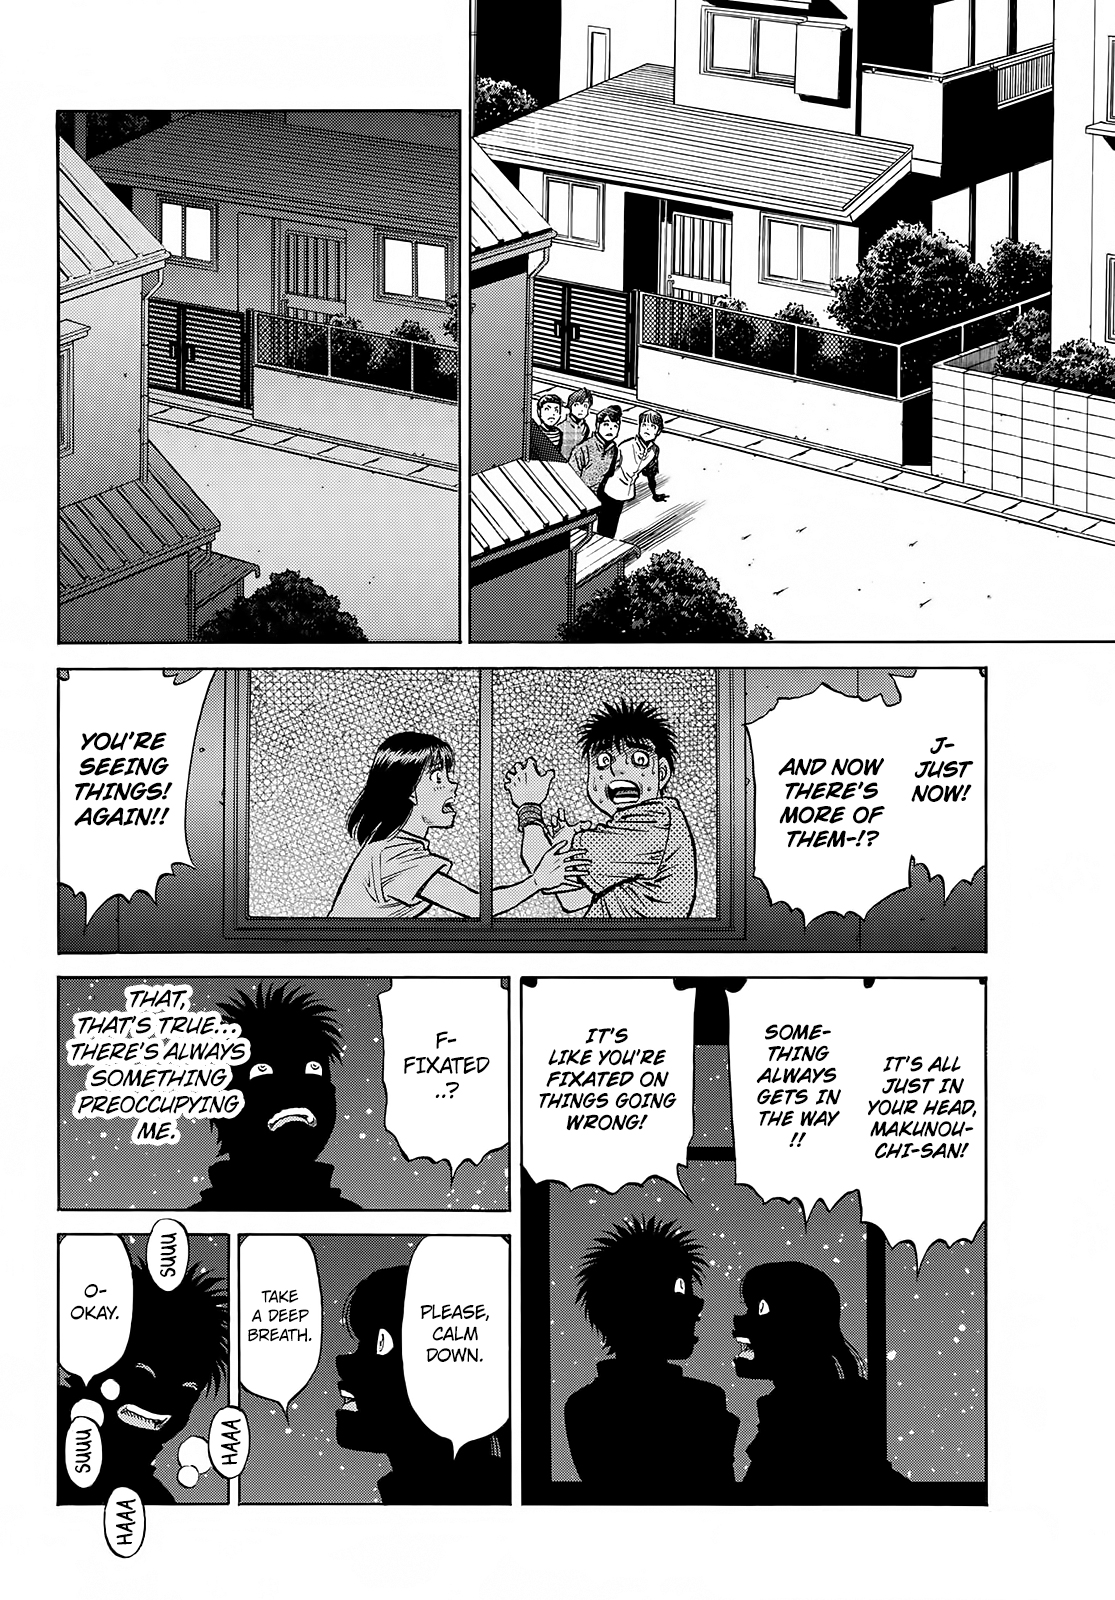 J-
JUST
NOW!
AND NOW
THERE'S
MORE OF
THEM-!?
YOU'RE
SEEING
THINGS!
AGAIN!!
IT'S ALL
JUST IN
YOUR HEAD,
MAKUNOU-
CHI-SAN!
SOME-
THING
ALWAYS
GETS IN
THE WAY
!!
IT'S
LIKE YOU'RE
FIXATED ON
THINGS GOING
WRONG!
F-
FIXATED
..?
THAT,
THAT'S TRUE...
THERE'S ALWAYS
SOMETHING
PREOCCUPYING
ME.
PLEASE,
CALM
DOWN.
TAKE
A DEEP
BREATH.
O-
OKAY.
SUUU
HAAA
SUUU
HAAA